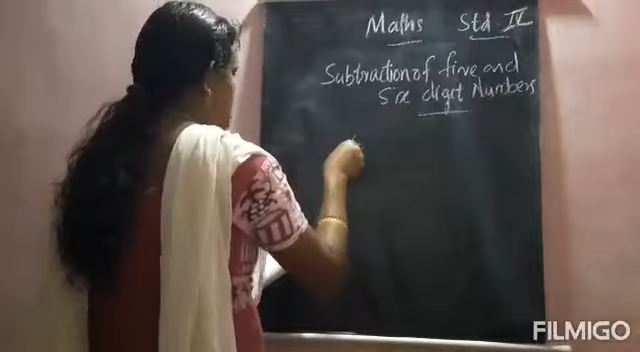 Maths Std IV
Subtraction of five and
Six digit Numbers
FILMIGO